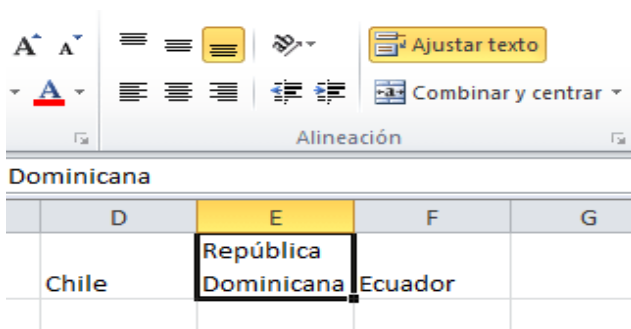 A A Ajustar texto
A Combinar y centrar
Alineación
Dominicana
D E F G
República
Chile Dominicana Ecuador